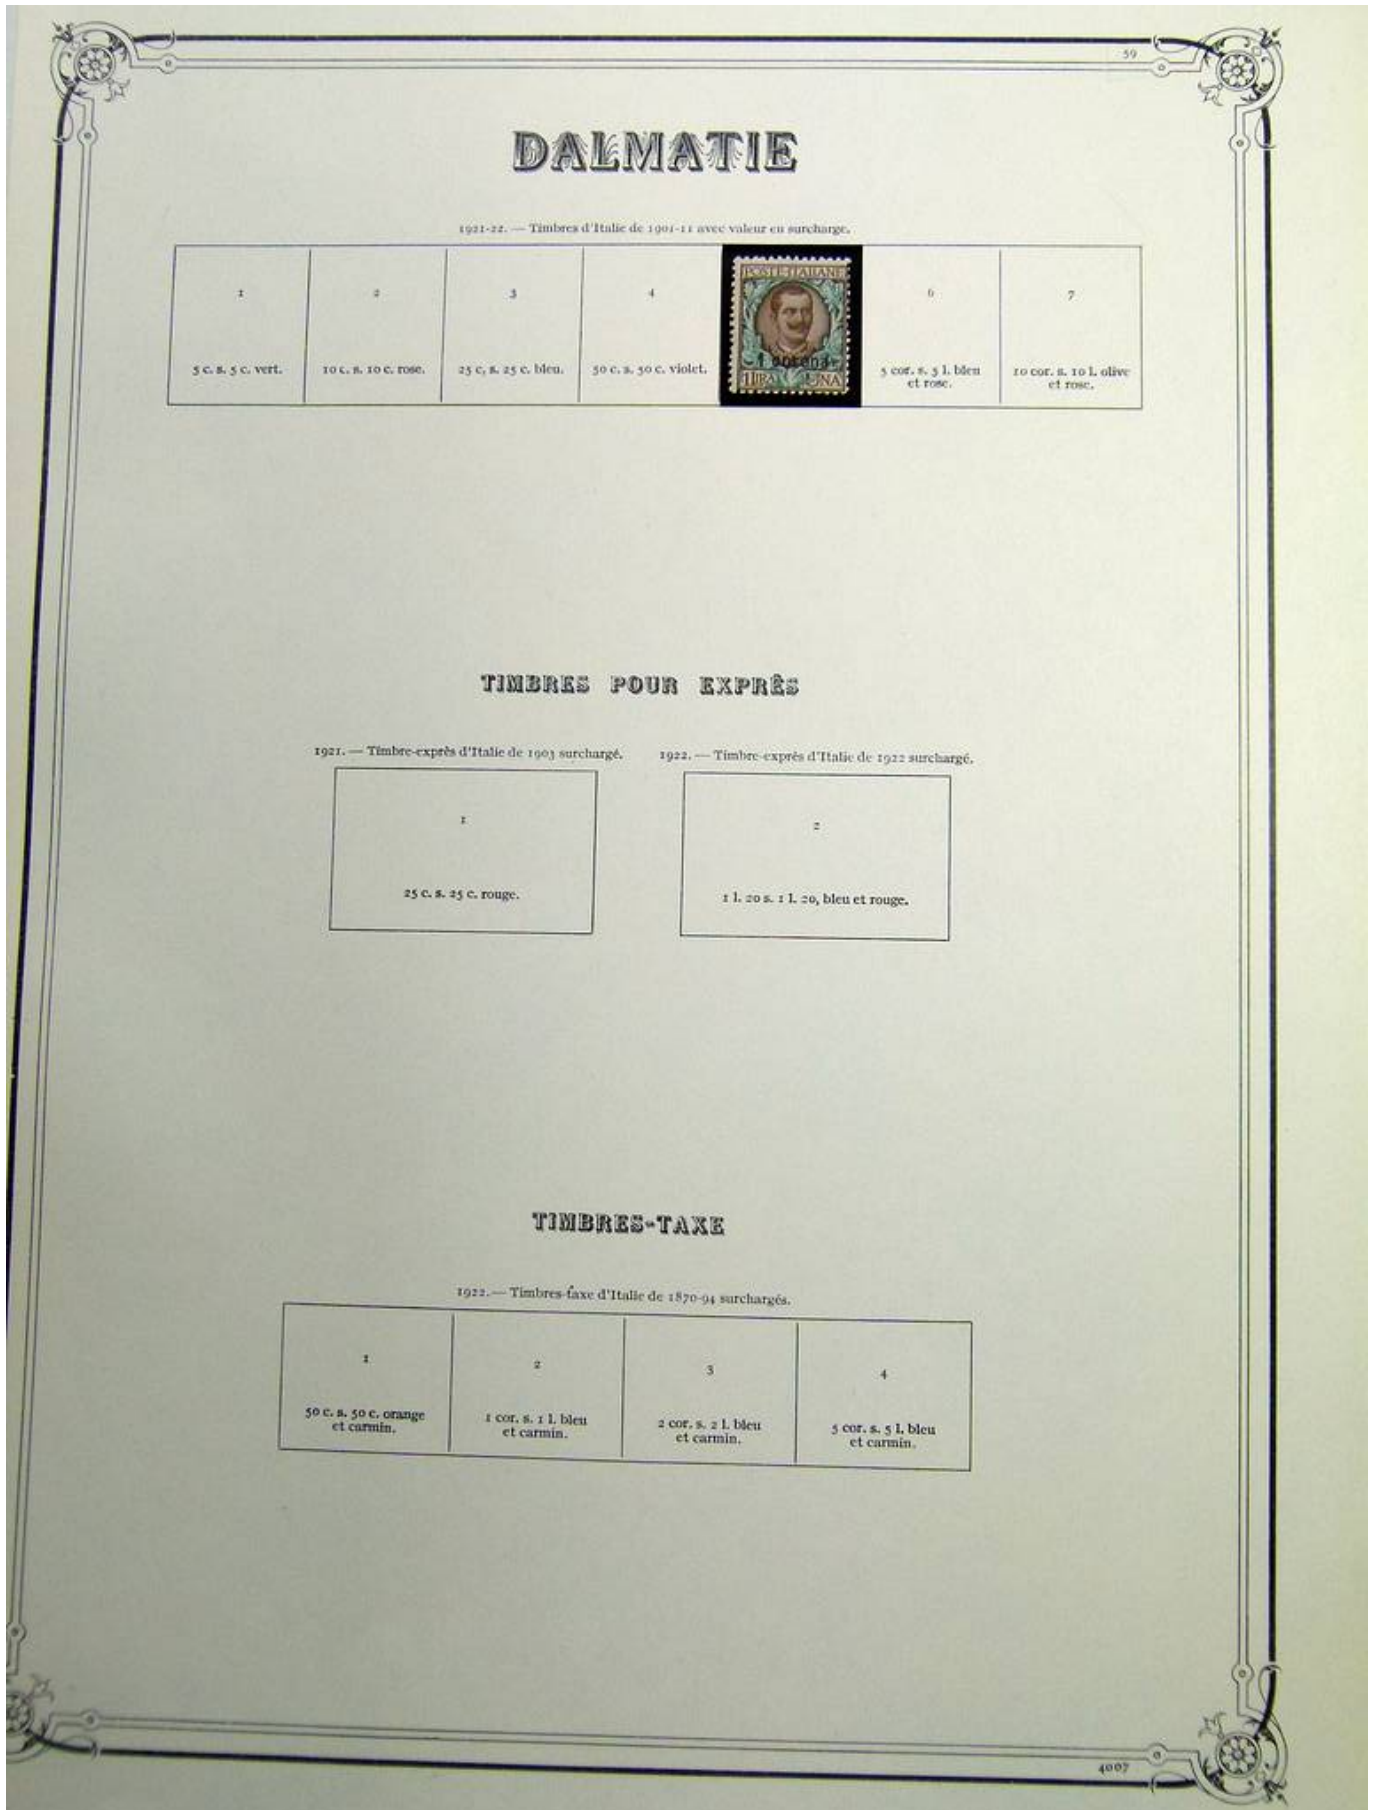 59
DALMATIE
1921-22. — Timbres d'Italie de 1901-11 avec valeur en surcharge.
1
2
3
4
6
7
5 c. s. 5 c. vert.
10 c. s. 10 c. rose.
25 c, s. 25 c. bleu.
50 c. s. 50 c. violet.
POSTE·ITALIANE
1 corona
1 LIRA UNA
5 cor. s. 5 l. bleu
et rose.
10 cor. s. 10 l. olive
et rose.
TIMBRES POUR EXPRÊS
1921. — Timbre-exprês d'Italie de 1903 surchargé.
1
25 c. s. 25 c. rouge.
1922. — Timbre-exprês d'Italie de 1922 surchargé.
2
1 l. 20 s. 1 l. 20, bleu et rouge.
TIMBRES-TAXE
1922. — Timbres-taxe d'Italie de 1870-94 surchargés.
1
50 c. s. 50 c. orange
et carmin.
2
1 cor. s. 1 l. bleu
et carmin.
3
2 cor. s. 2 l. bleu
et carmin.
4
5 cor. s. 5 l. bleu
et carmin.
4007